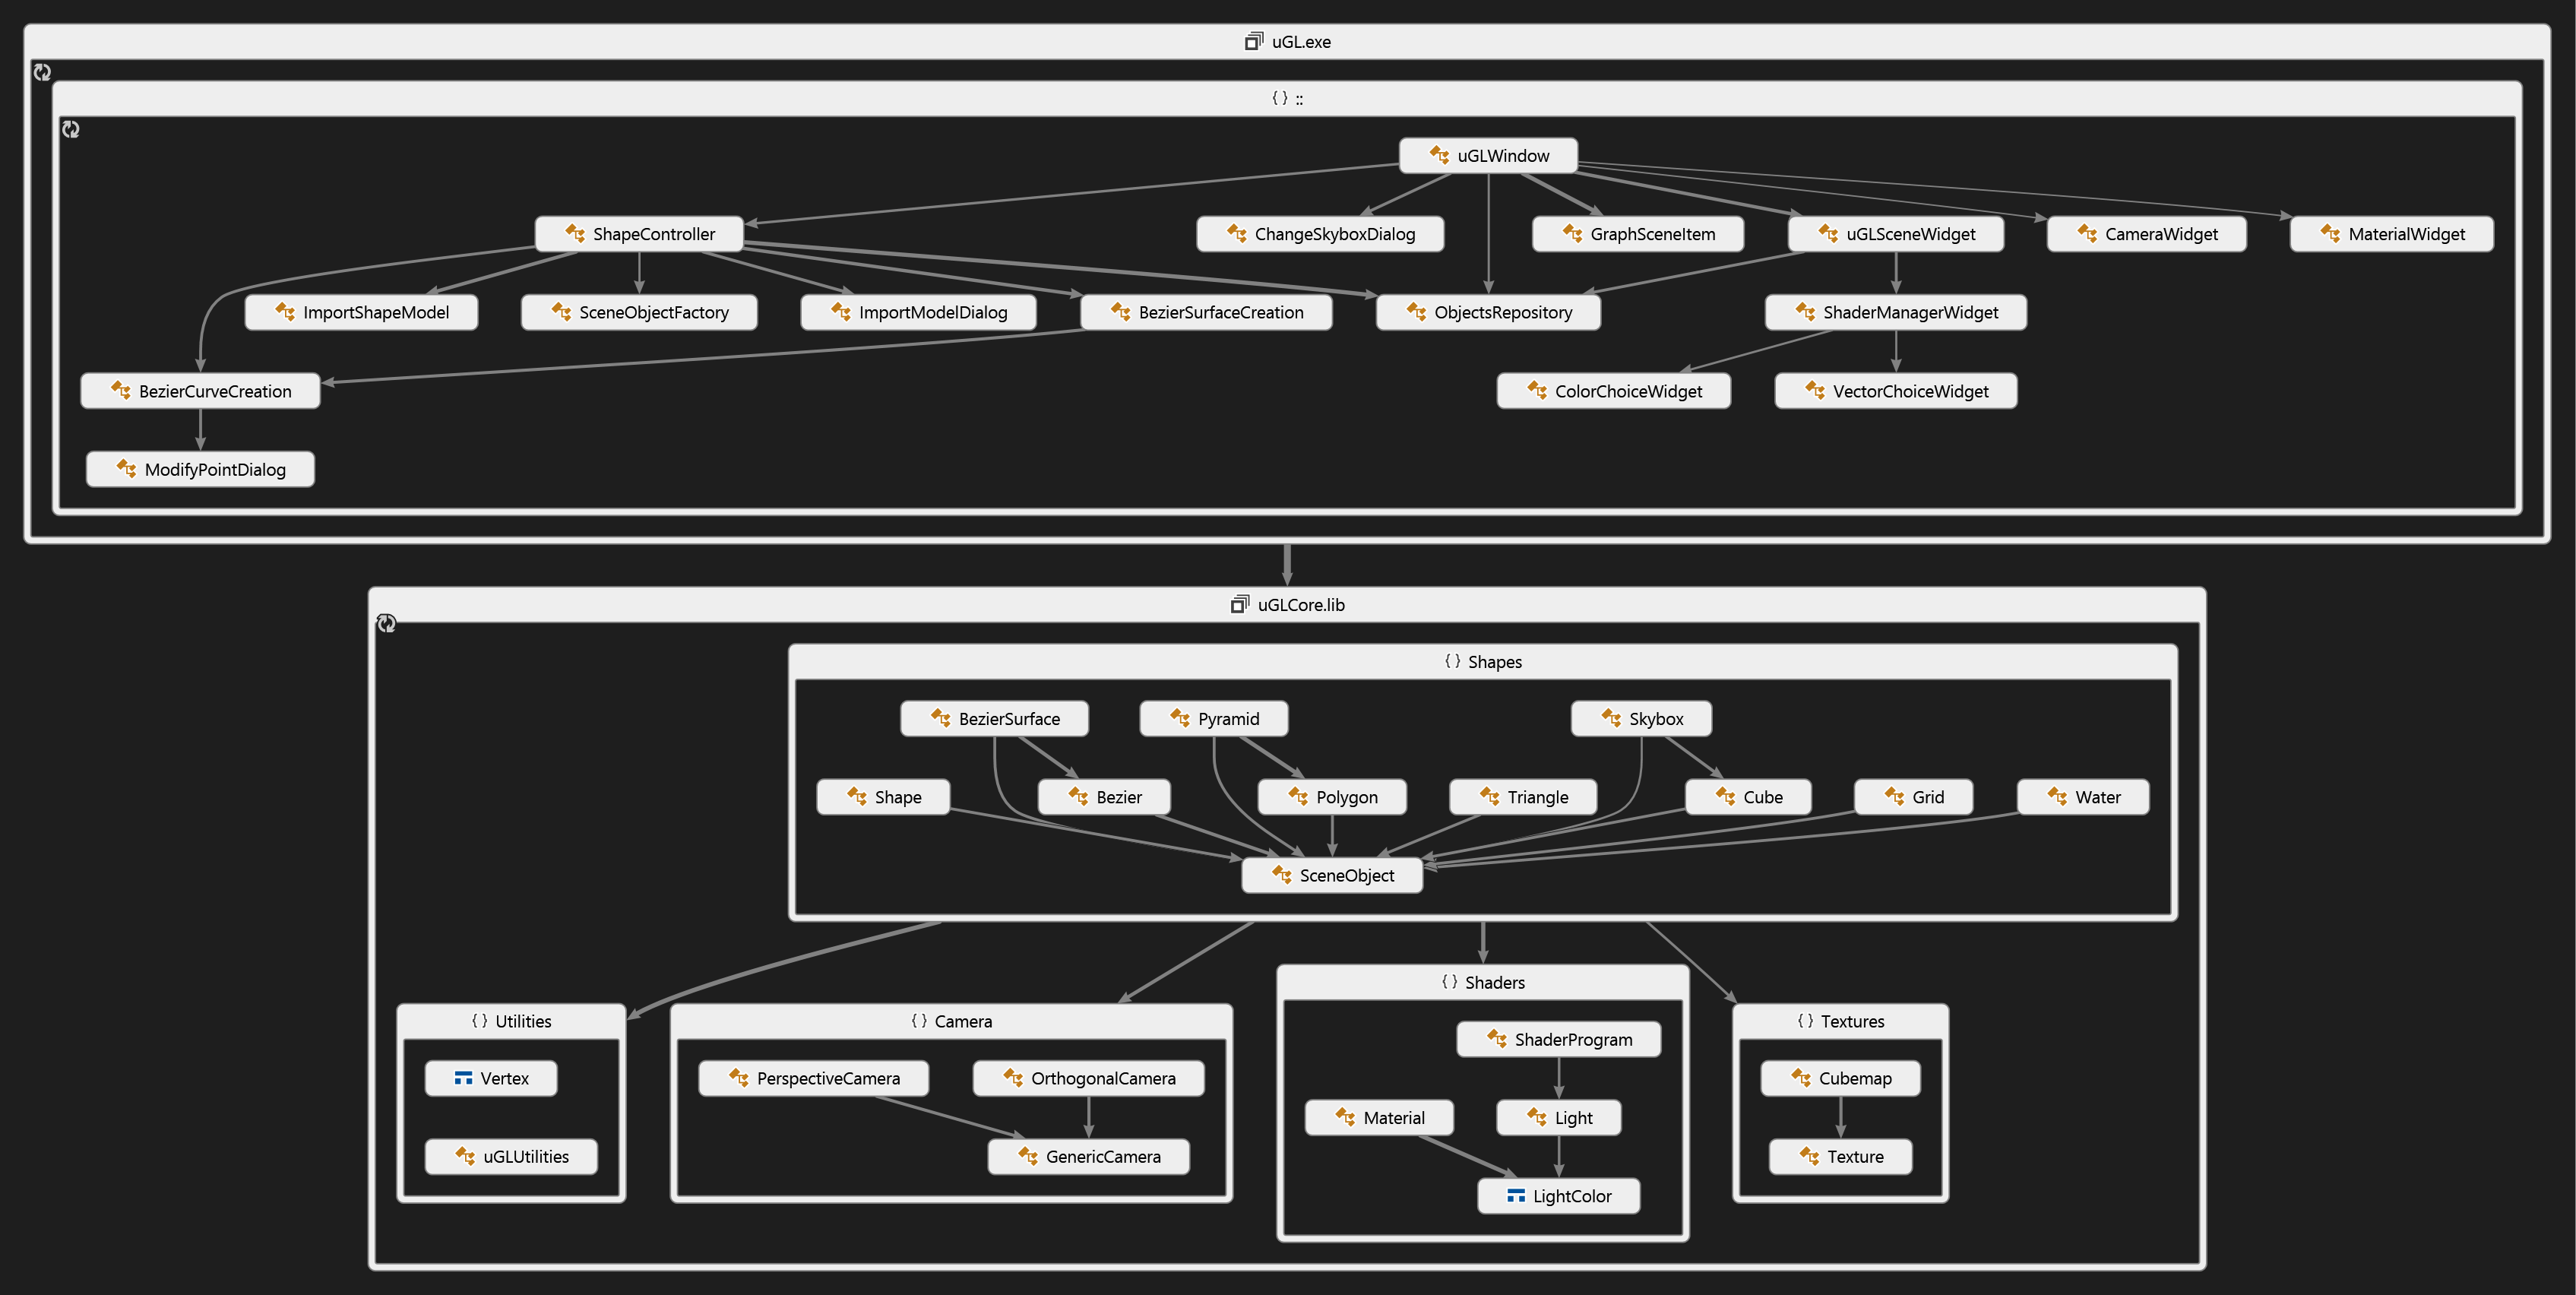 uGL.exe
{} ::
uGLWindow
ShapeController
ChangeSkyboxDialog
GraphSceneItem
uGLSceneWidget
CameraWidget
MaterialWidget
ImportShapeModel
SceneObjectFactory
ImportModelDialog
BezierSurfaceCreation
ObjectsRepository
ShaderManagerWidget
BezierCurveCreation
ColorChoiceWidget
VectorChoiceWidget
ModifyPointDialog
uGLCore.lib
{} Shapes
BezierSurface
Pyramid
Skybox
Shape
Bezier
Polygon
Triangle
Cube
Grid
Water
SceneObject
{} Utilities
Vertex
uGLUtilities
{} Camera
PerspectiveCamera
OrthogonalCamera
GenericCamera
{} Shaders
ShaderProgram
Material
Light
LightColor
{} Textures
Cubemap
Texture